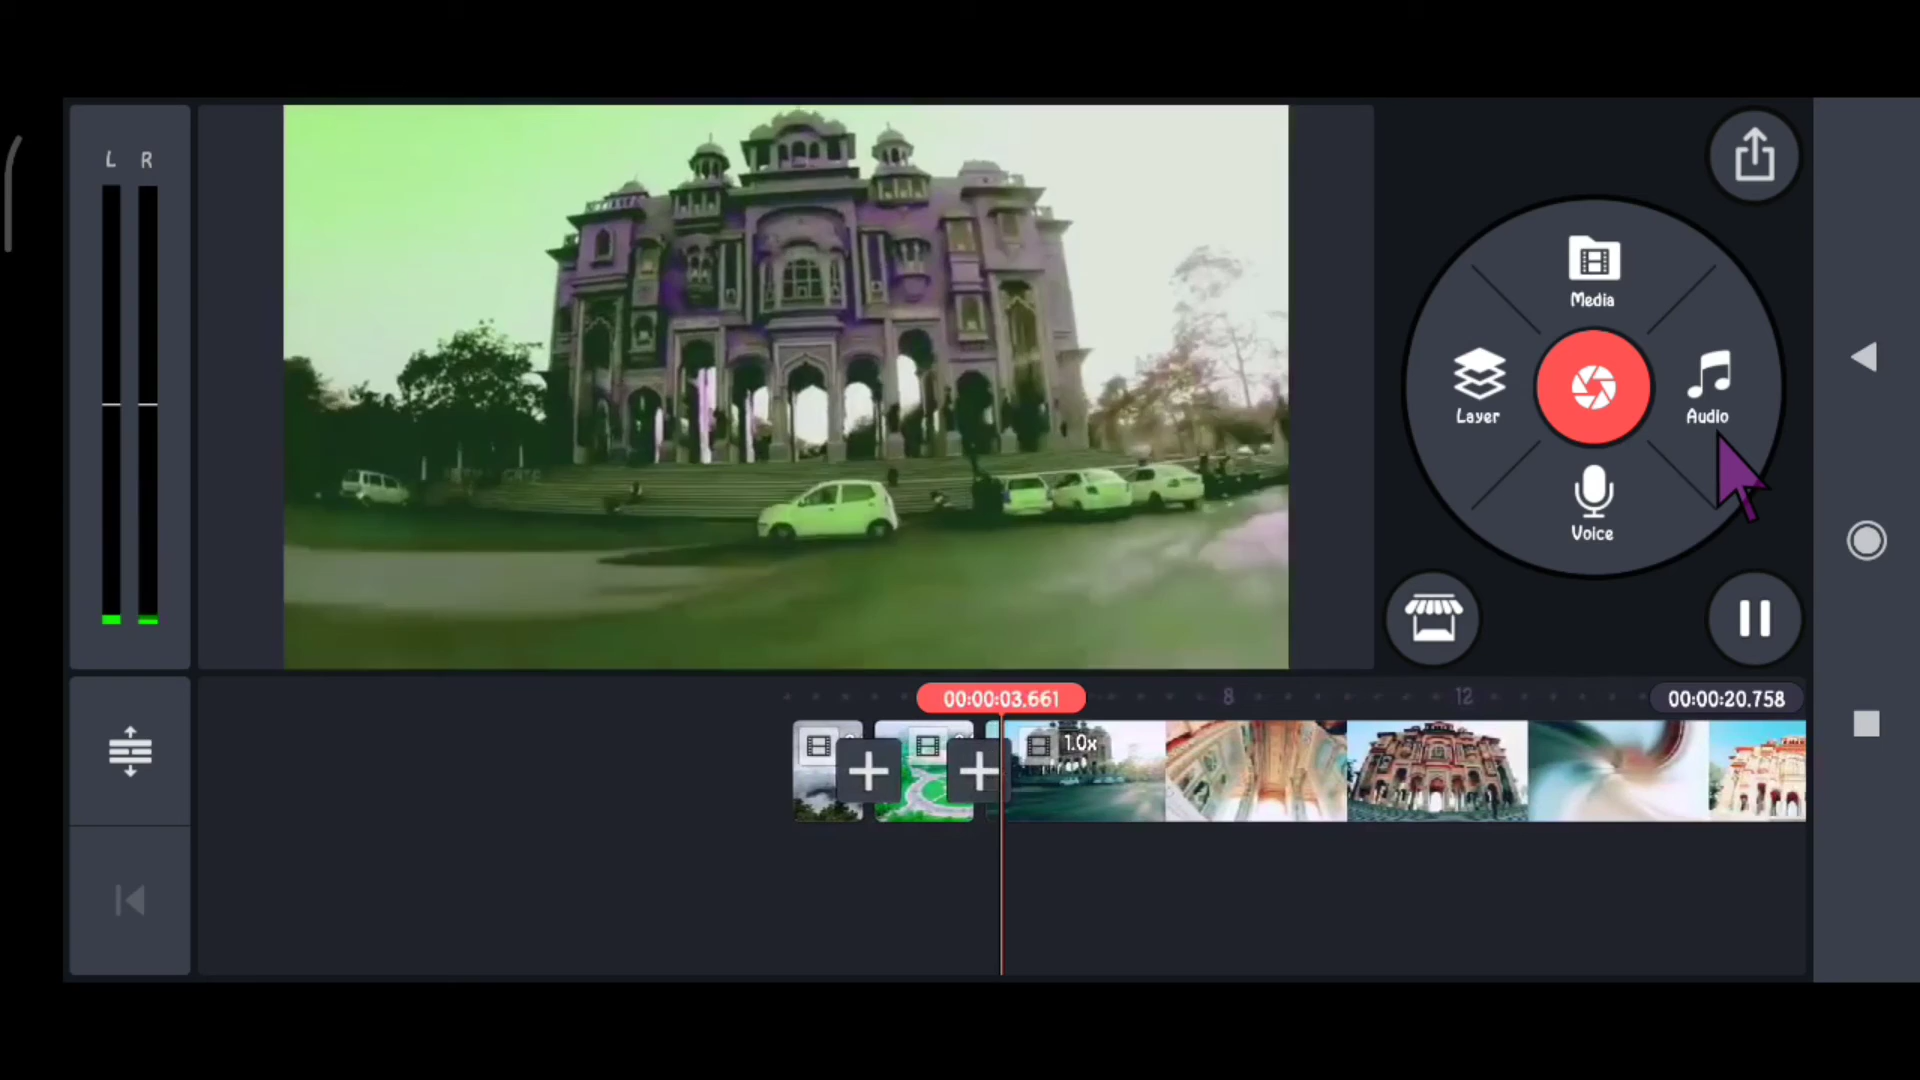 L R
Media
Layer
Audio
Voice
00:00:03.661
8
12
00:00:20.758
1.0x